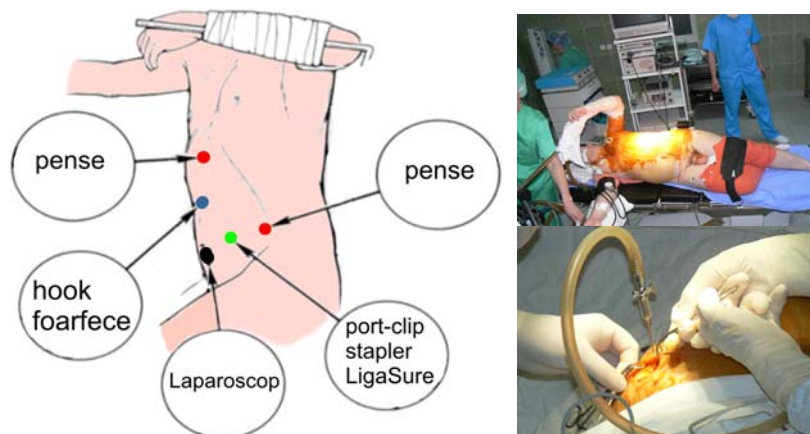 pense
pense
hook
foarfece
port-clip
stapler
LigaSure
Laparoscop